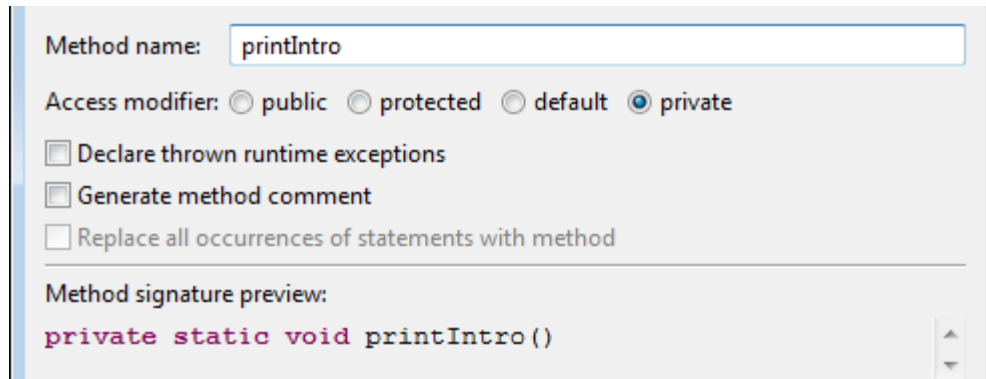 Method name: printIntro
Access modifier: public protected default private
Declare thrown runtime exceptions
Generate method comment
Replace all occurrences of statements with method
Method signature preview:
private static void printIntro()